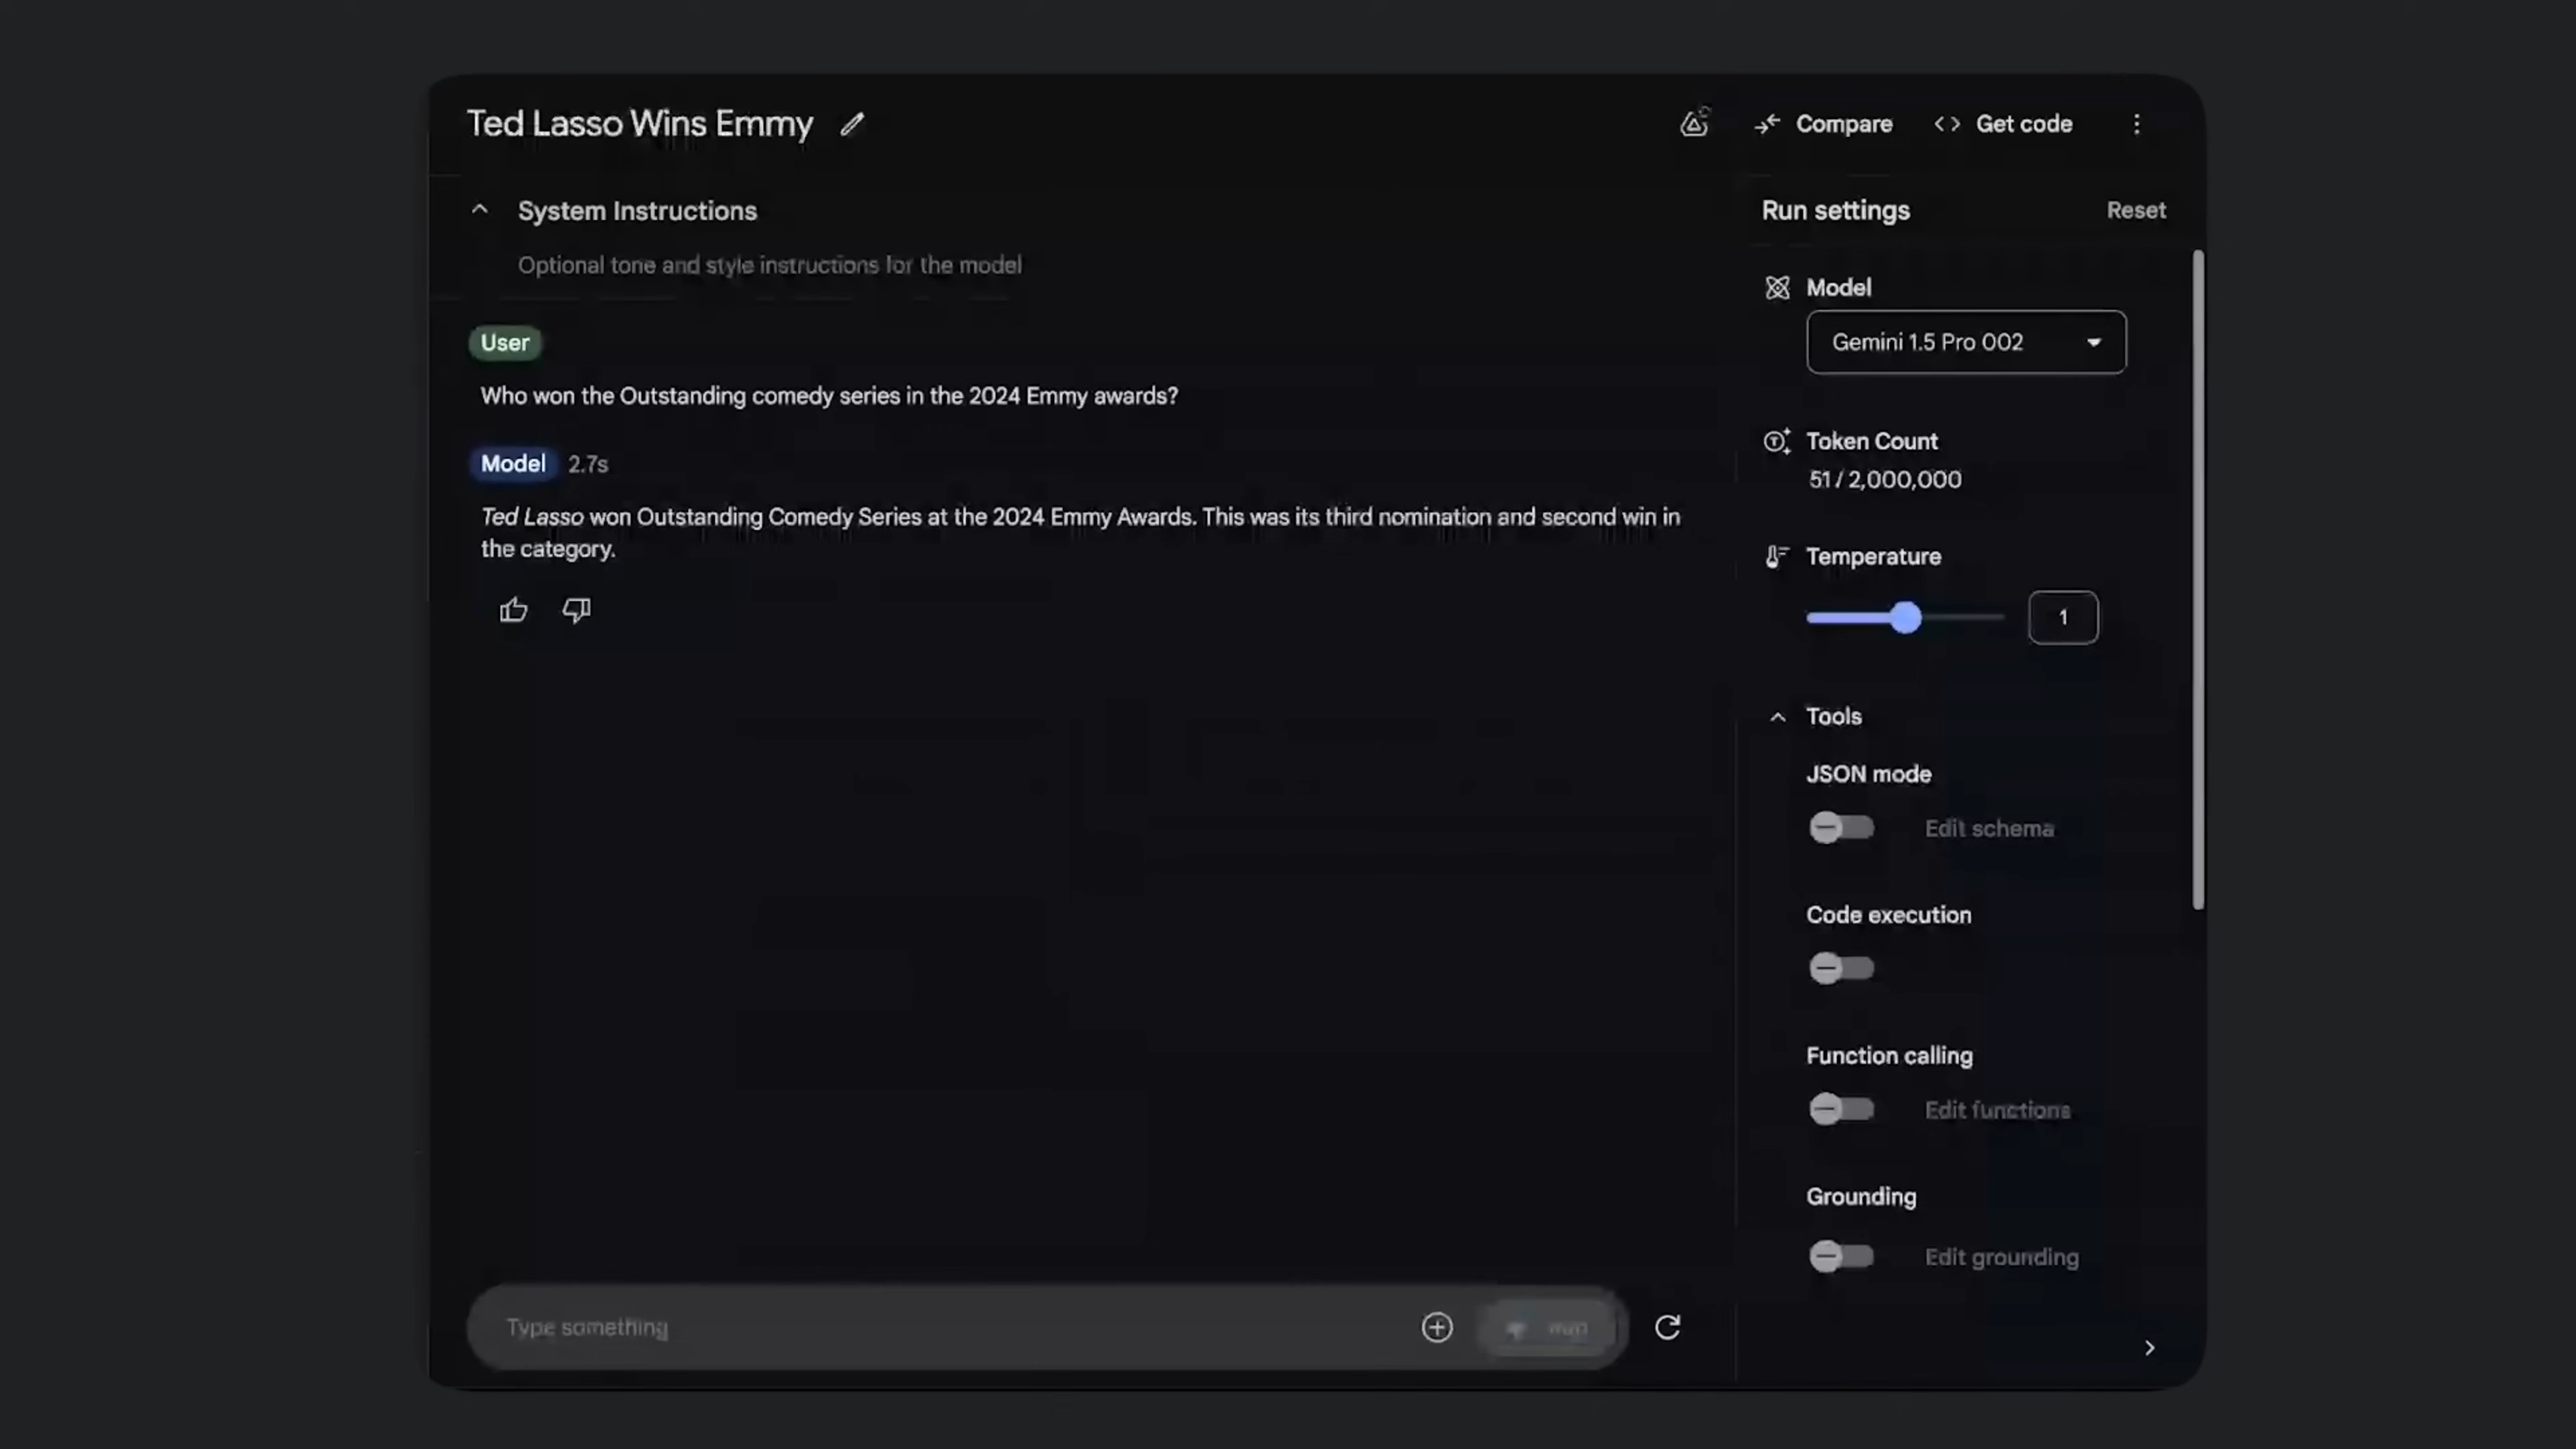 Ted Lasso Wins Emmy
Compare
Get code
System Instructions
Optional tone and style instructions for the model
User
Who won the Outstanding comedy series in the 2024 Emmy awards?
Model 2.7s
Ted Lasso won Outstanding Comedy Series at the 2024 Emmy Awards. This was its third nomination and second win in
the category.
Type something
Run settings
Reset
Model
Gemini 1.5 Pro 002
Token Count
51 / 2,000,000
Temperature
1
Tools
JSON mode
Edit schema
Code execution
Function calling
Edit functions
Grounding
Edit grounding